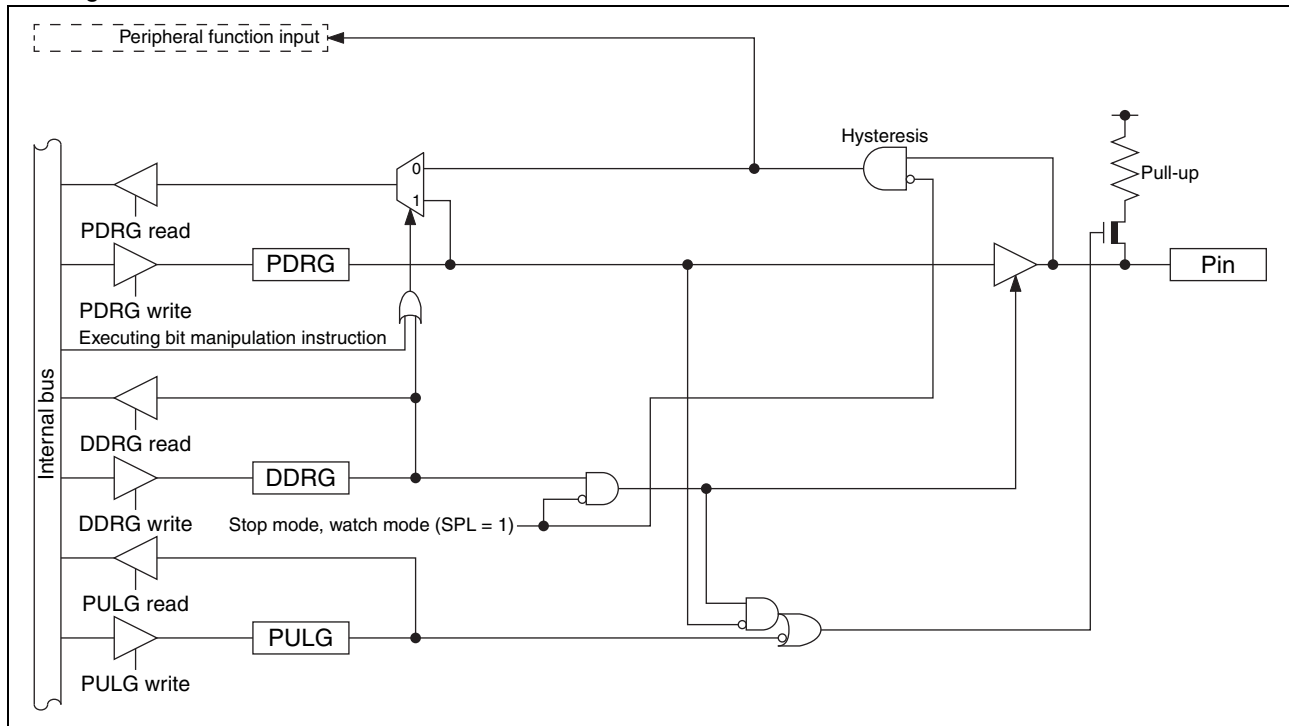 Peripheral function input
Hysteresis
0
Pull-up
1
PDRG read
PDRG
Pin
PDRG write
Executing bit manipulation instruction
Internal bus
DDRG read
DDRG
DDRG write
Stop mode, watch mode (SPL = 1)
PULG read
PULG
PULG write